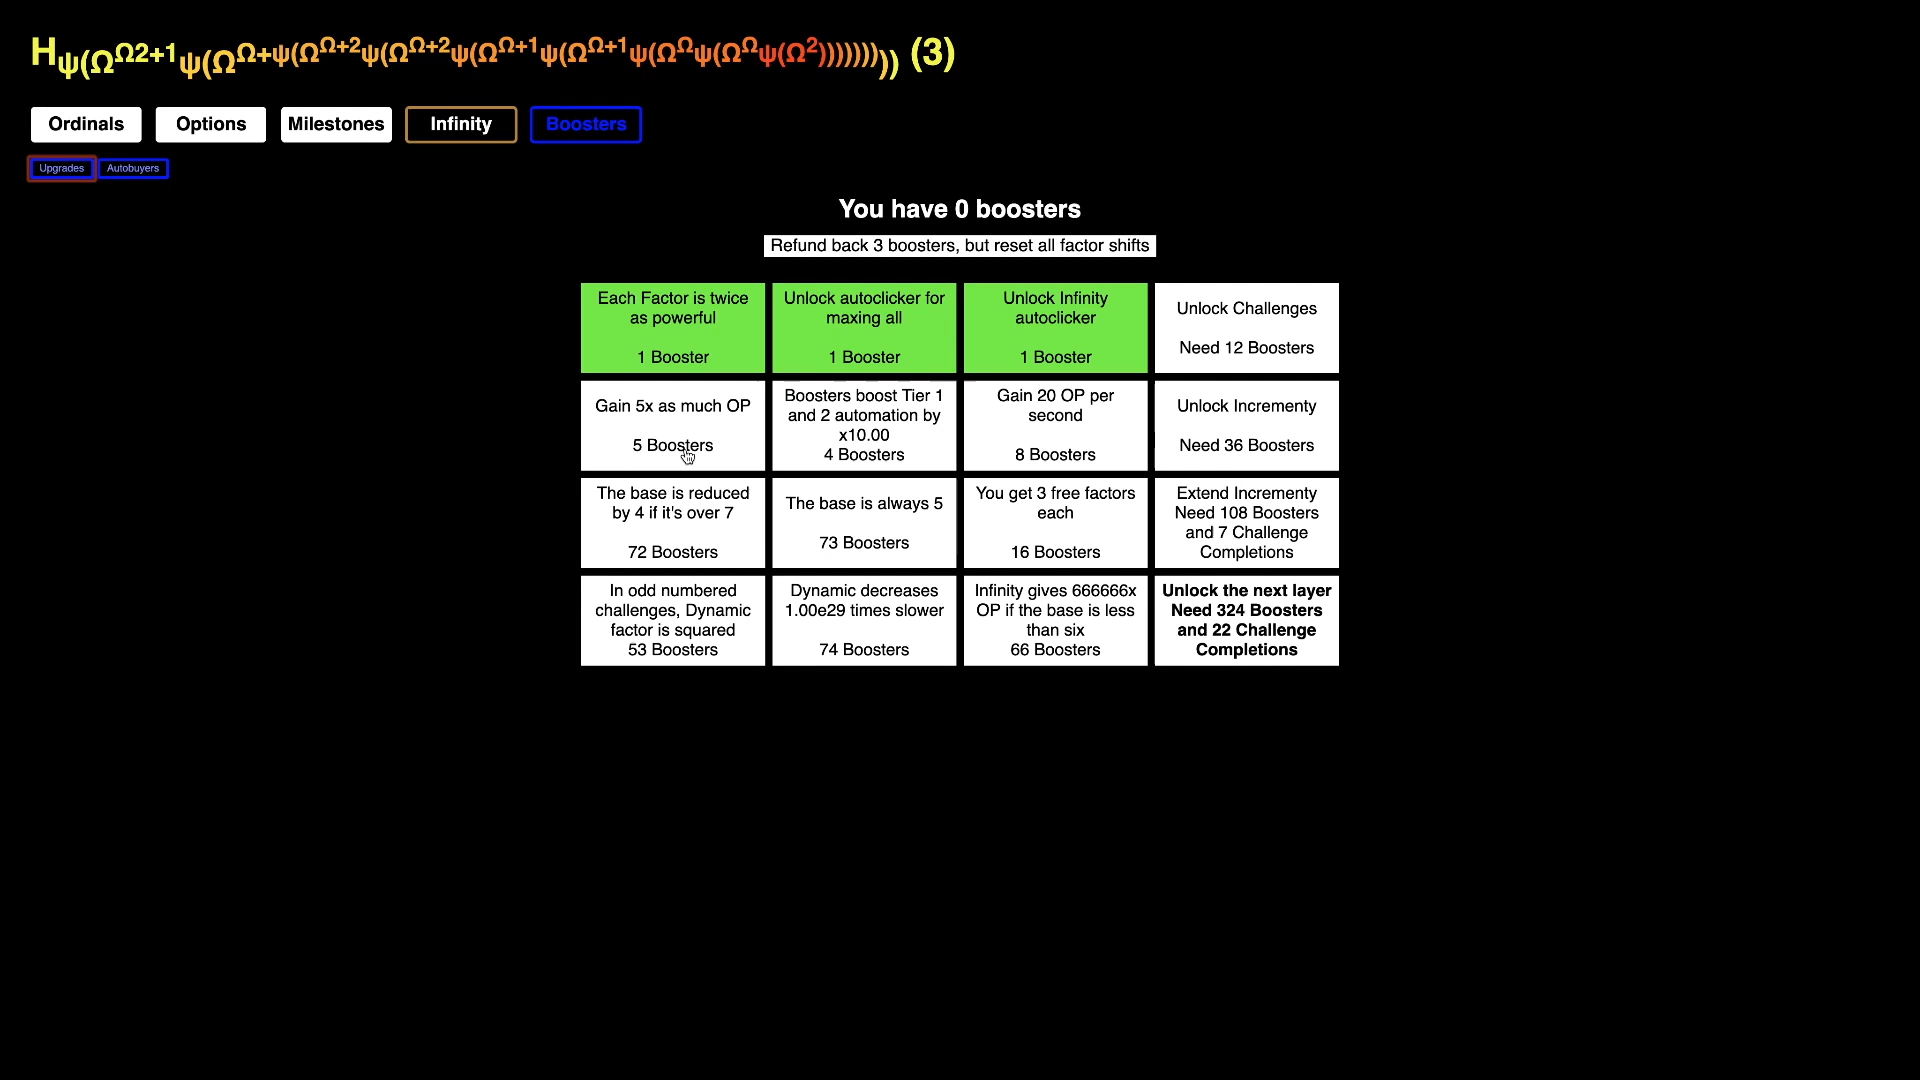 Hψ(Ω^Ω2+1ψ(Ω^Ω+ψ(Ω^Ω+2ψ(Ω^Ω+2ψ(Ω^Ω+1ψ(Ω^Ω+1ψ(Ω^Ωψ(Ω^Ωψ(Ω^2))))))))) (3)
Ordinals Options Milestones Infinity Boosters
Upgrades Autobuyers
You have 0 boosters
Refund back 3 boosters, but reset all factor shifts
Each Factor is twice
as powerful
1 Booster
Unlock autoclicker for
maxing all
1 Booster
Unlock Infinity
autoclicker
1 Booster
Unlock Challenges
Need 12 Boosters
Gain 5x as much OP
5 Boosters
Boosters boost Tier 1
and 2 automation by
x10.00
4 Boosters
Gain 20 OP per
second
8 Boosters
Unlock Incrementy
Need 36 Boosters
The base is reduced
by 4 if it's over 7
72 Boosters
The base is always 5
73 Boosters
You get 3 free factors
each
16 Boosters
Extend Incrementy
Need 108 Boosters
and 7 Challenge
Completions
In odd numbered
challenges, Dynamic
factor is squared
53 Boosters
Dynamic decreases
1.00e29 times slower
74 Boosters
Infinity gives 666666x
OP if the base is less
than six
66 Boosters
Unlock the next layer
Need 324 Boosters
and 22 Challenge
Completions